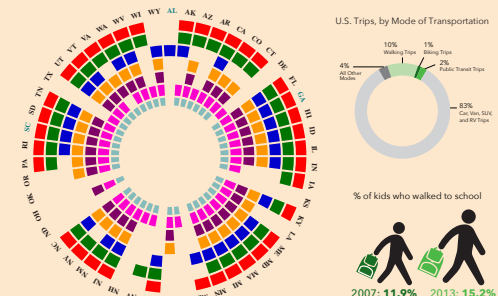 AL
AK
AZ
AR
CA
CO
CT
DE
FL
GA
HI
ID
IL
IN
IA
KS
KY
LA
ME
MD
MA
MI
MN
NV
NH
NJ
NM
NY
NC
ND
OH
OK
OR
PA
RI
SC
SD
TN
TX
UT
VT
VA
WA
WV
WI
WY
U.S. Trips, by Mode of Transportation
10%
Walking Trips
1%
Biking Trips
2%
Public Transit Trips
4%
All Other
Modes
83%
Car, Van, SUV,
and RV Trips
% of kids who walked to school
2007: 11.9%
2013: 15.2%